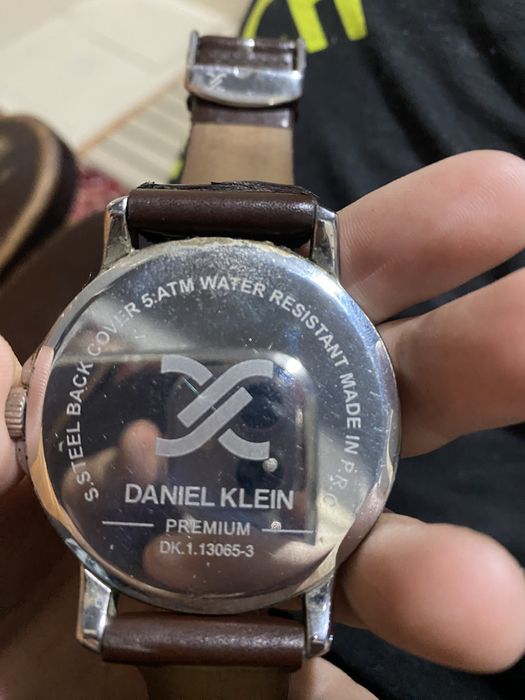 S.STEEL BACK COVER 5.ATM WATER RESISTANT MADE IN P.R.C
DANIEL KLEIN
PREMIUM
DK.1.13065-3